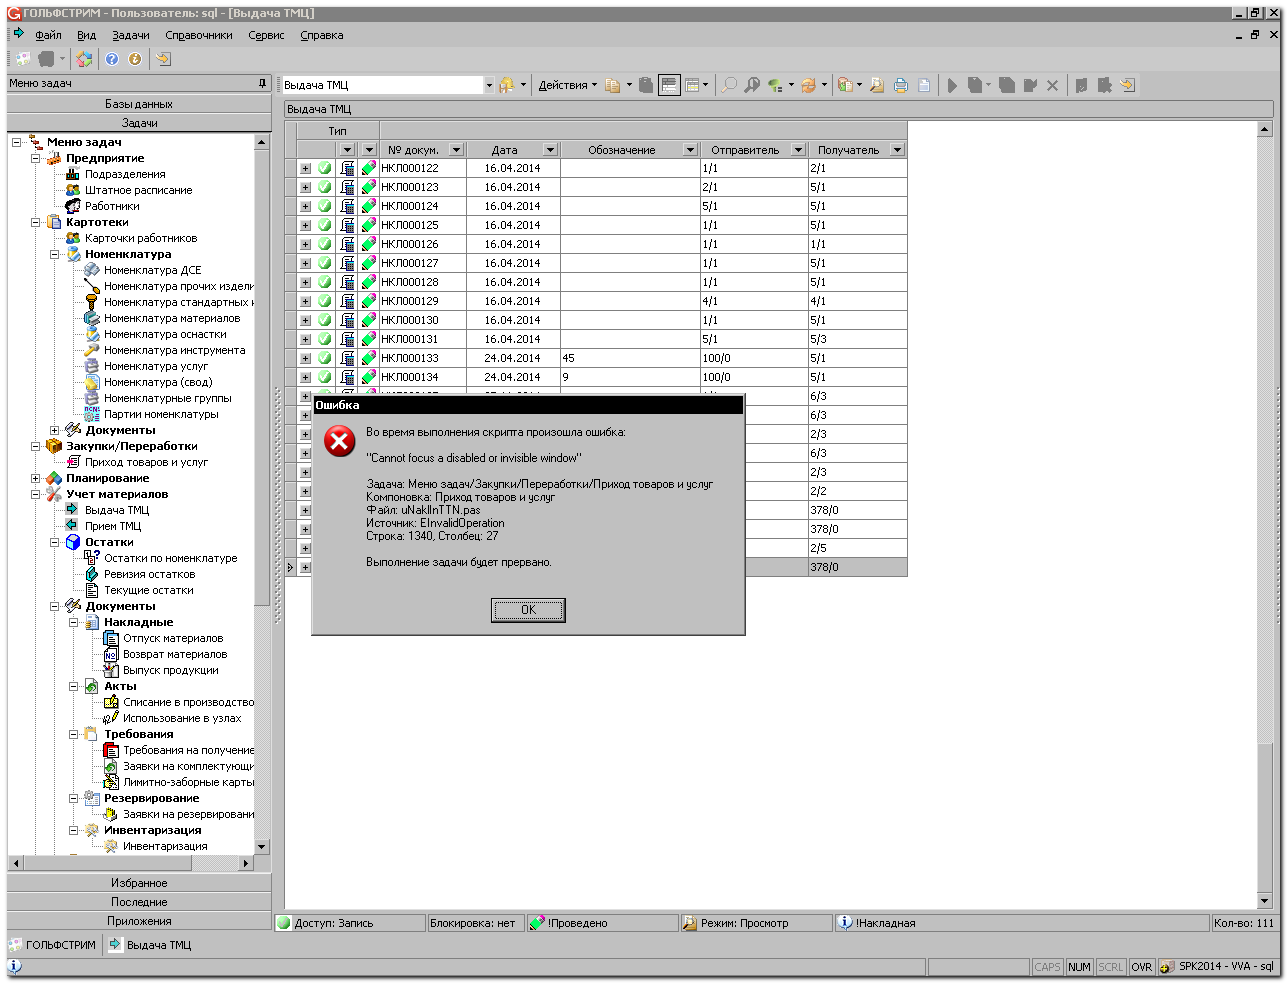 ГОЛЬФСТРИМ - Пользователь: sql - [Выдача ТМЦ]
Файл Вид Задачи Справочники Сервис Справка
Меню задач
Базы данных
Задачи
Меню задач
Предприятие
Подразделения
Штатное расписание
Работники
Картотеки
Карточки работников
Номенклатура
Номенклатура ДСЕ
Номенклатура прочих издели
Номенклатура стандартных
Номенклатура материалов
Номенклатура оснастки
Номенклатура инструмента
Номенклатура услуг
Номенклатура (свод)
Номенклатурные группы
Партии номенклатуры
Документы
Закупки/Переработки
Приход товаров и услуг
Планирование
Учет материалов
Выдача ТМЦ
Прием ТМЦ
Остатки
Остатки по номенклатуре
Ревизия остатков
Текущие остатки
Документы
Накладные
Отпуск материалов
Возврат материалов
Выпуск продукции
Акты
Списание в производство
Использование в узлах
Требования
Требования на получение
Заявки на комплектующи
Лимитно-заборные карты
Резервирование
Заявки на резервировани
Инвентаризация
Инвентаризация
Избранное
Последние
Приложения
Выдача ТМЦ Действия
Выдача ТМЦ
Тип
№ докум. Дата Обозначение Отправитель Получатель
НКЛ000122 16.04.2014 1/1 2/1
НКЛ000123 16.04.2014 2/1 5/1
НКЛ000124 16.04.2014 5/1 5/1
НКЛ000125 16.04.2014 1/1 5/1
НКЛ000126 16.04.2014 1/1 1/1
НКЛ000127 16.04.2014 1/1 5/1
НКЛ000128 16.04.2014 1/1 5/1
НКЛ000129 16.04.2014 4/1 4/1
НКЛ000130 16.04.2014 1/1 5/1
НКЛ000131 16.04.2014 5/1 5/3
НКЛ000133 24.04.2014 45 100/0 5/1
НКЛ000134 24.04.2014 9 100/0 5/1
6/3
6/3
2/3
6/3
2/3
2/2
378/0
378/0
2/5
378/0
Ошибка
Во время выполнения скрипта произошла ошибка:
"Cannot focus a disabled or invisible window"
Задача: Меню задач/Закупки/Переработки/Приход товаров и услуг
Компоновка: Приход товаров и услуг
Файл: uNaklInTTN.pas
Источник: EInvalidOperation
Строка: 1340, Столбец: 27
Выполнение задачи будет прервано.
OK
Доступ: Запись Блокировка: нет !Проведено Режим: Просмотр !Накладная Кол-во: 111
ГОЛЬФСТРИМ Выдача ТМЦ
CAPS NUM SCRL OVR SPK2014 - VVA - sql